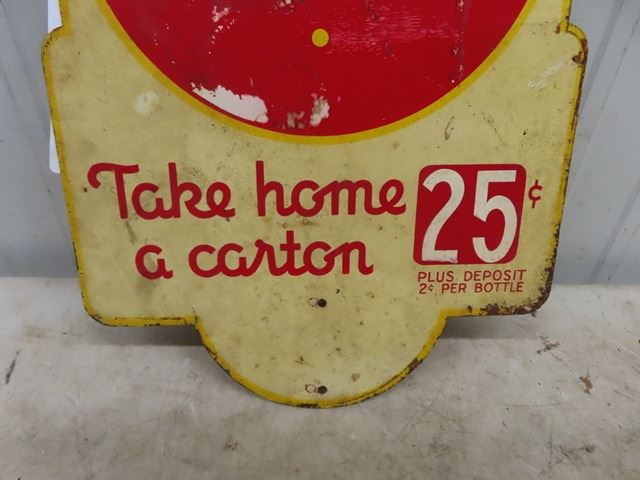 Take home
a carton
25¢
PLUS DEPOSIT
2¢ PER BOTTLE